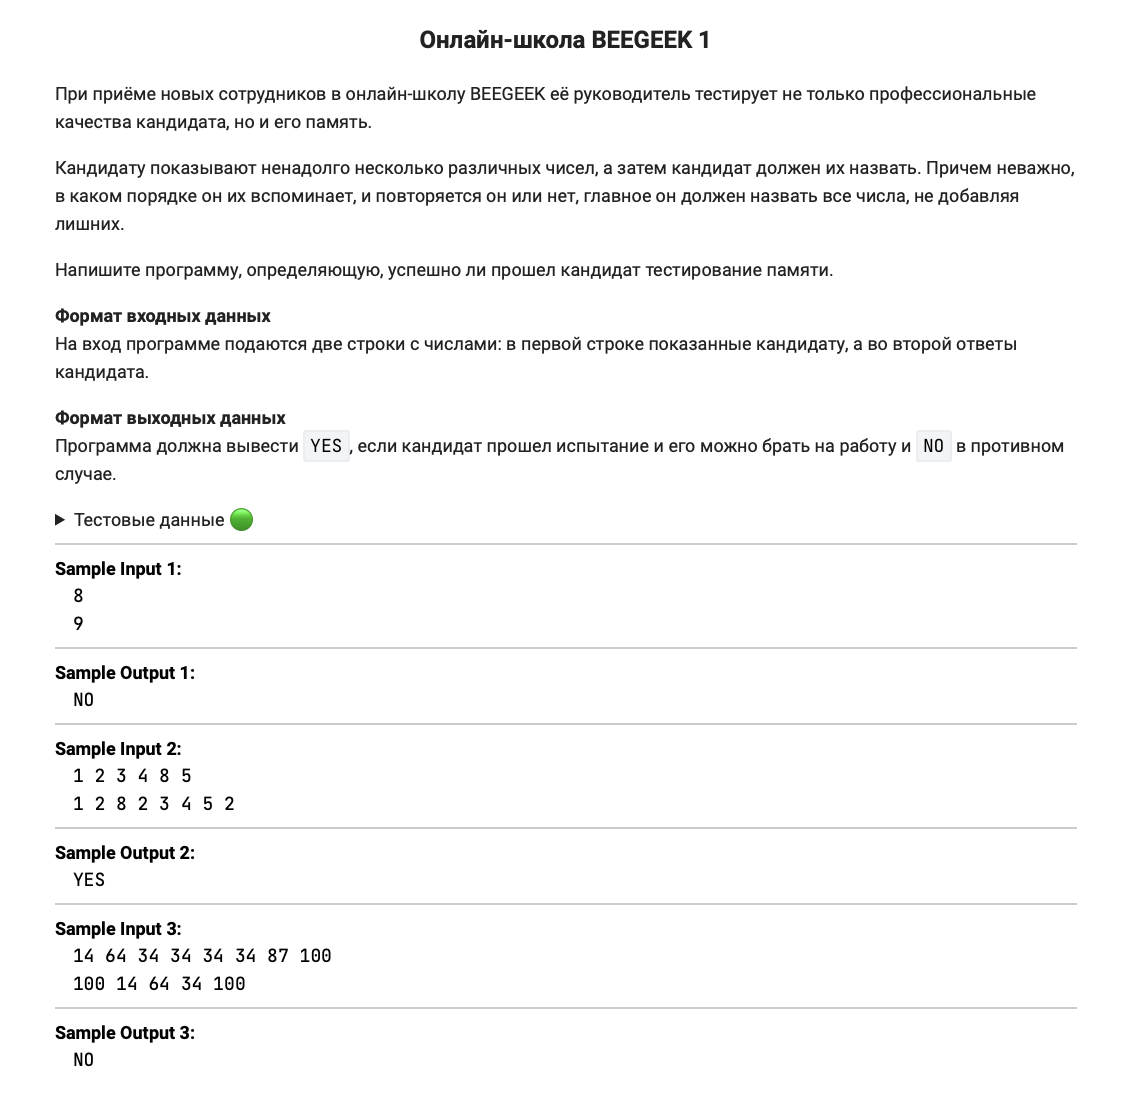 Онлайн-школа BEEGEEK 1
При приёме новых сотрудников в онлайн-школу BEEGEEK её руководитель тестирует не только профессиональные
качества кандидата, но и его память.
Кандидату показывают ненадолго несколько различных чисел, а затем кандидат должен их назвать. Причем неважно,
в каком порядке он их вспоминает, и повторяется он или нет, главное он должен назвать все числа, не добавляя
лишних.
Напишите программу, определяющую, успешно ли прошел кандидат тестирование памяти.
Формат входных данных
На вход программе подаются две строки с числами: в первой строке показанные кандидату, а во второй ответы
кандидата.
Формат выходных данных
Программа должна вывести YES, если кандидат прошел испытание и его можно брать на работу и NO в противном
случае.
Тестовые данные
Sample Input 1:
8
9
Sample Output 1:
NO
Sample Input 2:
1 2 3 4 8 5
1 2 8 2 3 4 5 2
Sample Output 2:
YES
Sample Input 3:
14 64 34 34 34 34 87 100
100 14 64 34 100
Sample Output 3:
NO